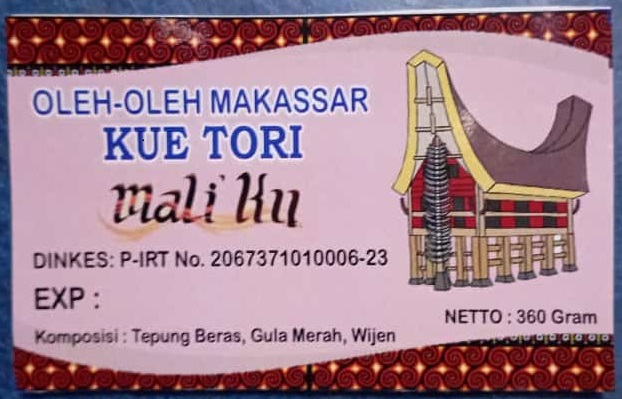 OLEH-OLEH MAKASSAR
KUE TORI
mali' ku
DINKES: P-IRT No. 2067371010006-23
EXP :
NETTO : 360 Gram
Komposisi : Tepung Beras, Gula Merah, Wijen